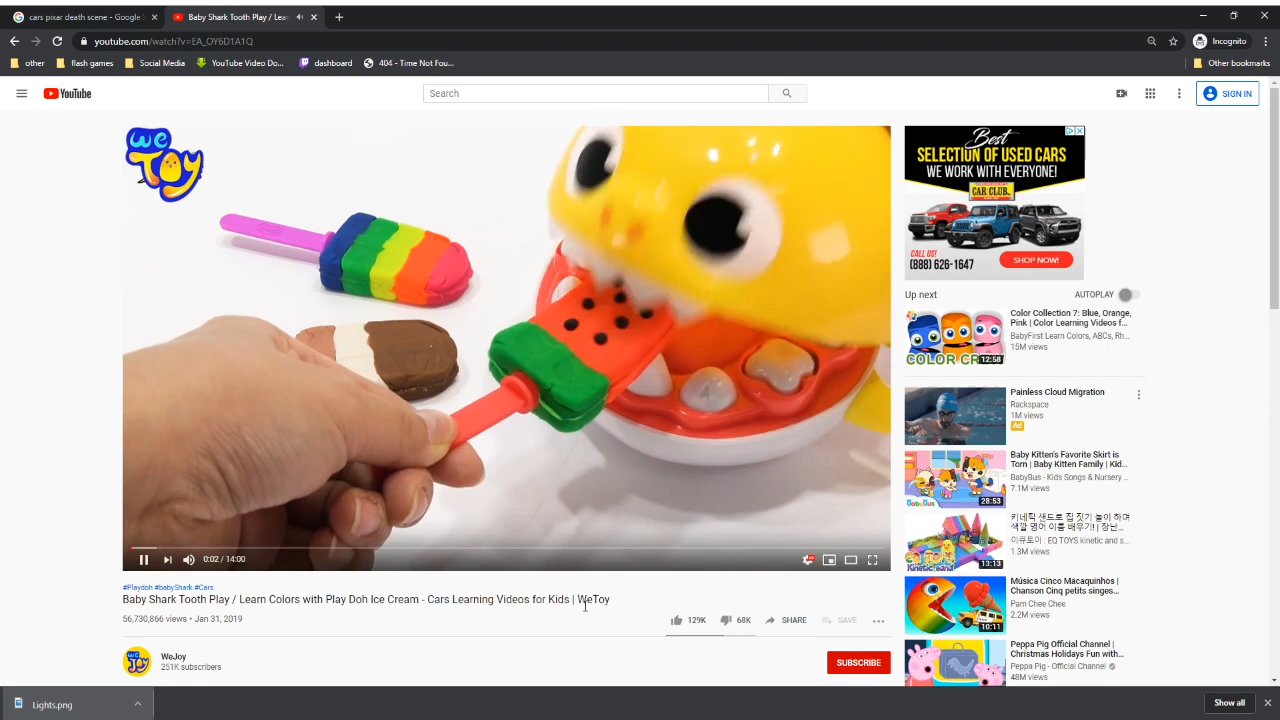 cars pixar death scene - Google
Baby Shark Tooth Play / Lear
youtube.com/watch?v=EA_OY6D1A1Q
Incognito
other
flash games
Social Media
YouTube Video Do...
dashboard
404 - Time Not Fou...
Other bookmarks
YouTube
Search
SIGN IN
we
TOY
Best
SELECTION OF USED CARS
WE WORK WITH EVERYONE!
CAR CLUB
CALL US!
(888) 626-1647
SHOP NOW!
Up next
AUTOPLAY
COLOR CR
12:58
Color Collection 7: Blue, Orange,
Pink | Color Learning Videos f...
BabyFirst Learn Colors, ABCs, Rh...
15M views
Painless Cloud Migration
Rackspace
1M views
Ad
BabyBus
28:53
Baby Kitten's Favorite Skirt is
Torn | Baby Kitten Family | Kid...
BabyBus - Kids Songs & Nursery ...
7.1M views
13:13
키네틱 샌드로 집 짓기 놀이 하며
색깔 영어 이름 배우기! | 장난...
이큐토이 : EQ TOYS kinetic and s...
1.3M views
10:11
Música Cinco Macaquinhos |
Chanson Cinq petits singes...
Pam Chee Chee
2.2M views
Peppa Pig Official Channel |
Christmas Holidays Fun with...
Peppa Pig - Official Channel
48M views
0:02 / 14:00
#Playdoh #babyShark #Cars
Baby Shark Tooth Play / Learn Colors with Play Doh Ice Cream - Cars Learning Videos for Kids | WeToy
56,730,866 views • Jan 31, 2019
129K
68K
SHARE
SAVE
WeJoy
251K subscribers
SUBSCRIBE
Lights.png
Show all